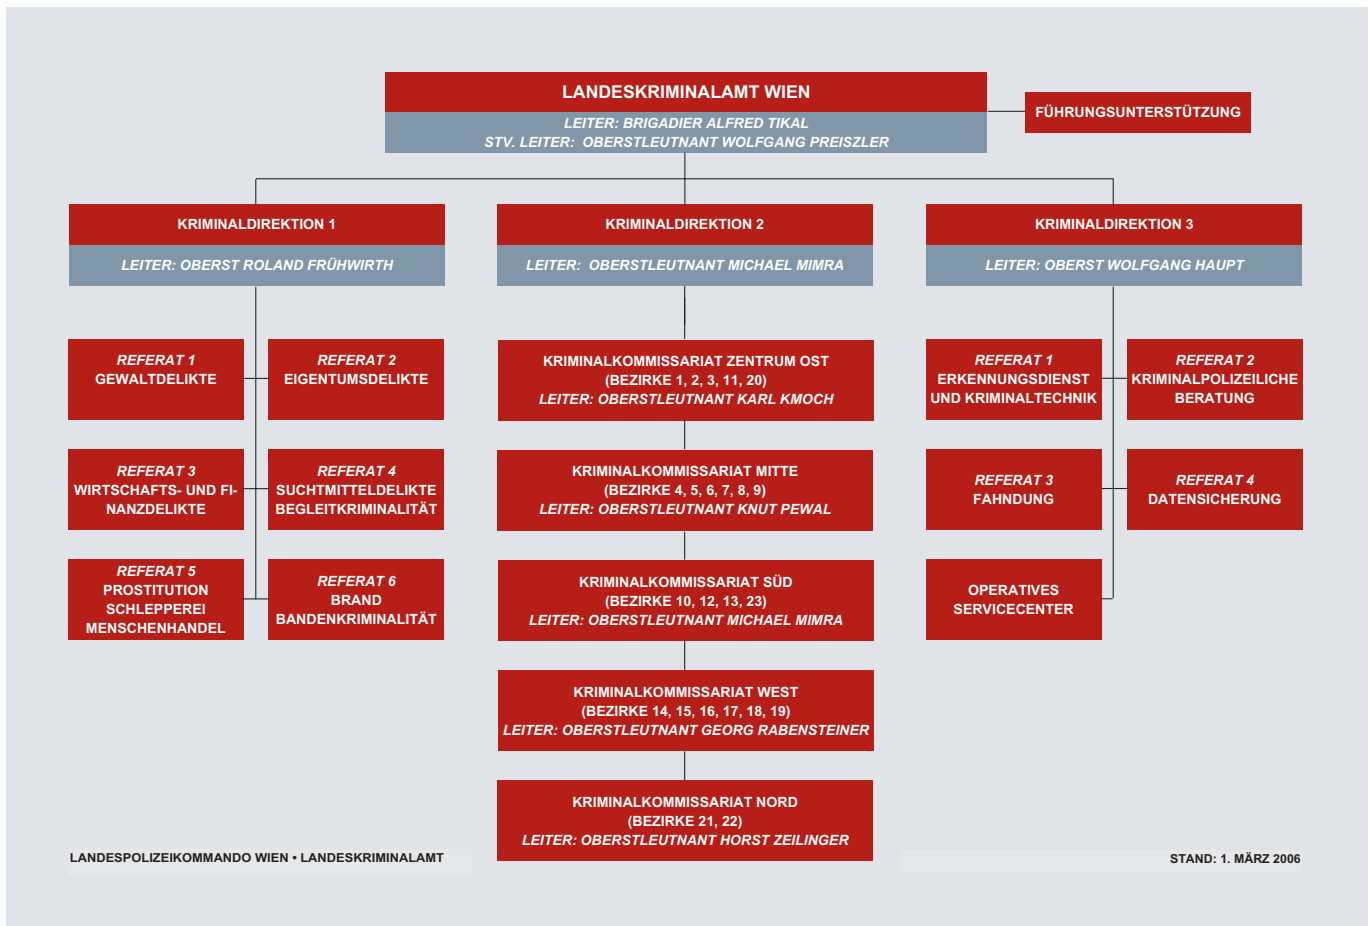 LANDESKRIMINALAMT WIEN
LEITER: BRIGADIER ALFRED TIKAL
STV. LEITER: OBERSTLEUTNANT WOLFGANG PREISZLER
FÜHRUNGSUNTERSTÜTZUNG
KRIMINALDIREKTION 1
LEITER: OBERST ROLAND FRÜHWIRTH
REFERAT 1
GEWALTDELIKTE
REFERAT 2
EIGENTUMSDELIKTE
REFERAT 3
WIRTSCHAFTS- UND FI-
NANZDELIKTE
REFERAT 4
SUCHTMITTELDELIKTE
BEGLEITKRIMINALITÄT
REFERAT 5
PROSTITUTION
SCHLEPPEREI
MENSCHENHANDEL
REFERAT 6
BRAND
BANDENKRIMINALITÄT
KRIMINALDIREKTION 2
LEITER: OBERSTLEUTNANT MICHAEL MIMRA
KRIMINALKOMMISSARIAT ZENTRUM OST
(BEZIRKE 1, 2, 3, 11, 20)
LEITER: OBERSTLEUTNANT KARL KMOCH
KRIMINALKOMMISSARIAT MITTE
(BEZIRKE 4, 5, 6, 7, 8, 9)
LEITER: OBERSTLEUTNANT KNUT PEWAL
KRIMINALKOMMISSARIAT SÜD
(BEZIRKE 10, 12, 13, 23)
LEITER: OBERSTLEUTNANT MICHAEL MIMRA
KRIMINALKOMMISSARIAT WEST
(BEZIRKE 14, 15, 16, 17, 18, 19)
LEITER: OBERSTLEUTNANT GEORG RABENSTEINER
KRIMINALKOMMISSARIAT NORD
(BEZIRKE 21, 22)
LEITER: OBERSTLEUTNANT HORST ZEILINGER
KRIMINALDIREKTION 3
LEITER: OBERST WOLFGANG HAUPT
REFERAT 1
ERKENNUNGSDIENST
UND KRIMINALTECHNIK
REFERAT 2
KRIMINALPOLIZEILICHE
BERATUNG
REFERAT 3
FAHNDUNG
REFERAT 4
DATENSICHERUNG
OPERATIVES
SERVICECENTER
LANDESPOLIZEIKOMMANDO WIEN • LANDESKRIMINALAMT
STAND: 1. MÄRZ 2006